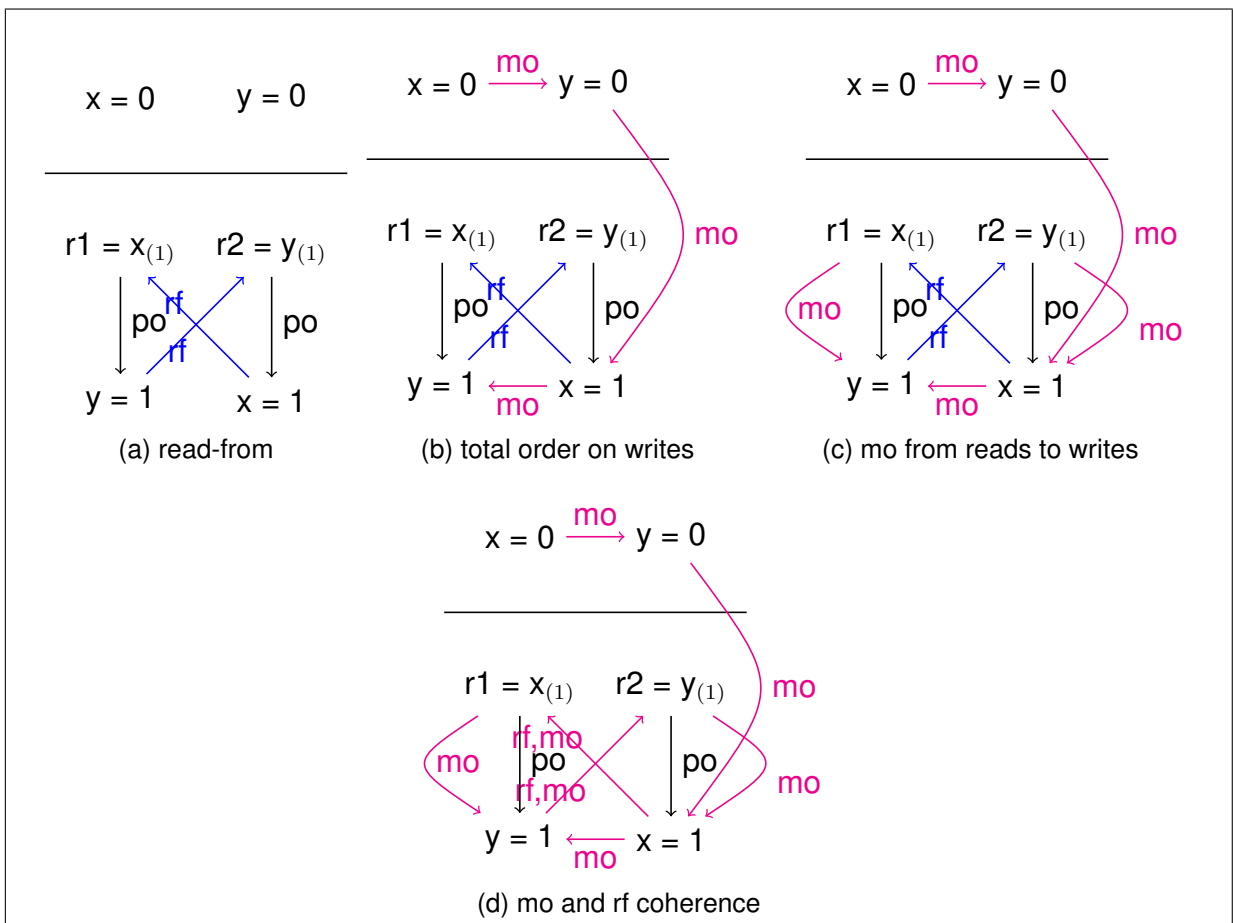 x = 0 y = 0
r1 = x(1) r2 = y(1)
rf
po po
rf
y = 1 x = 1
(a) read-from
mo
x = 0 y = 0
r1 = x(1) r2 = y(1) mo
rf
po po
rf
y = 1 x = 1
mo
(b) total order on writes
mo
x = 0 y = 0
r1 = x(1) r2 = y(1) mo
rf
mo po po mo
rf
y = 1 x = 1
mo
(c) mo from reads to writes
mo
x = 0 y = 0
r1 = x(1) r2 = y(1) mo
rf,mo
mo po po mo
rf,mo
y = 1 x = 1
mo
(d) mo and rf coherence